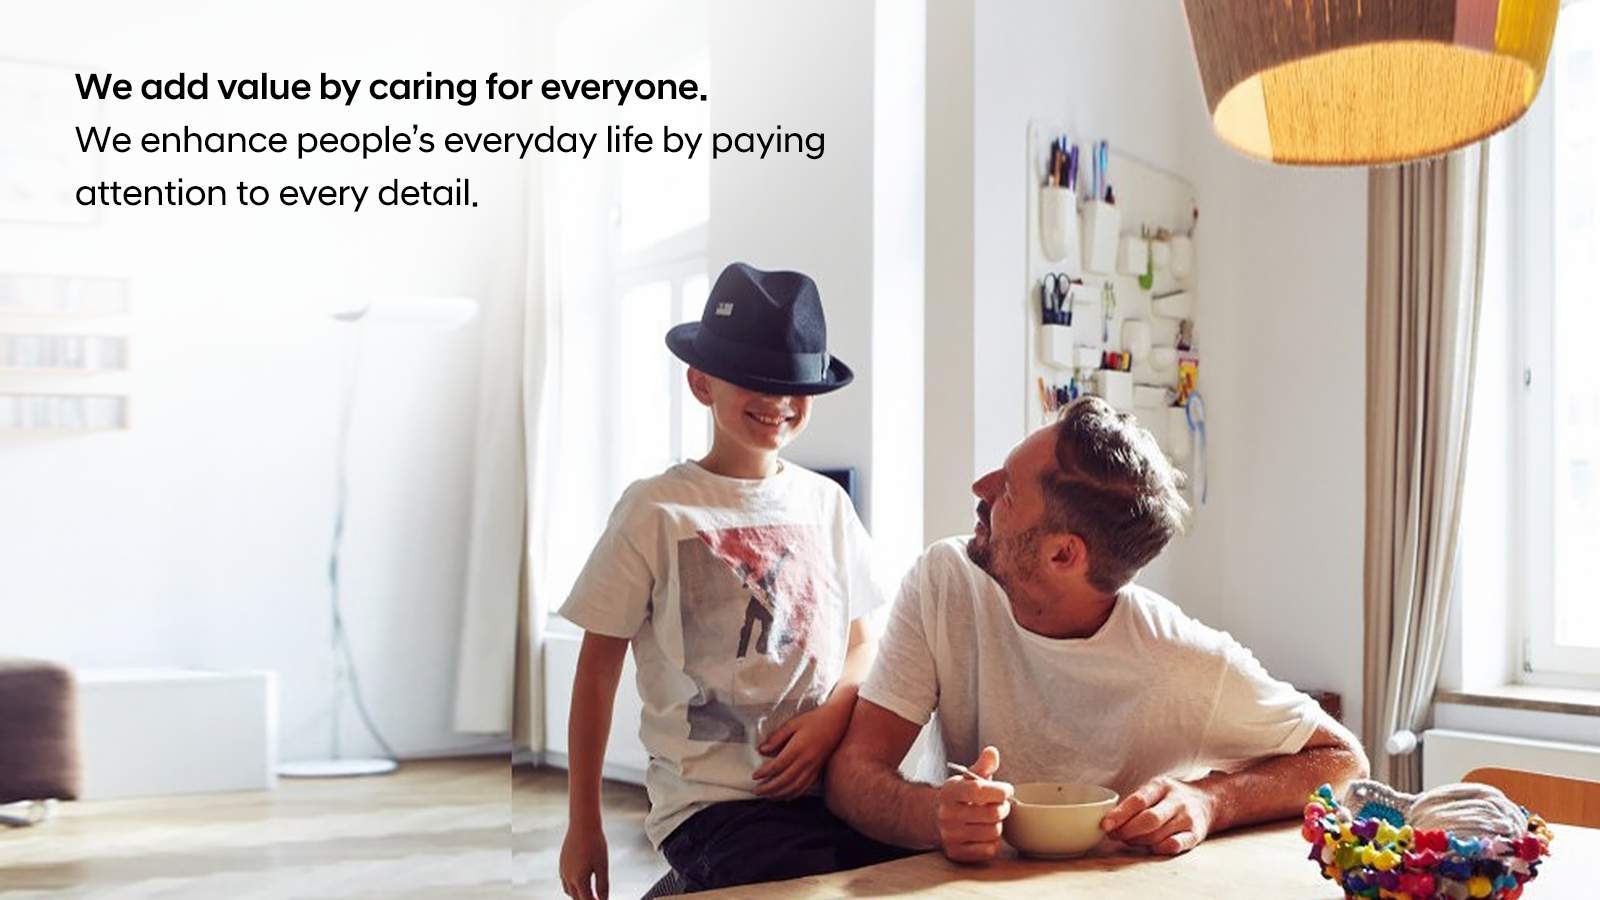 We add value by caring for everyone.
We enhance people’s everyday life by paying
attention to every detail.